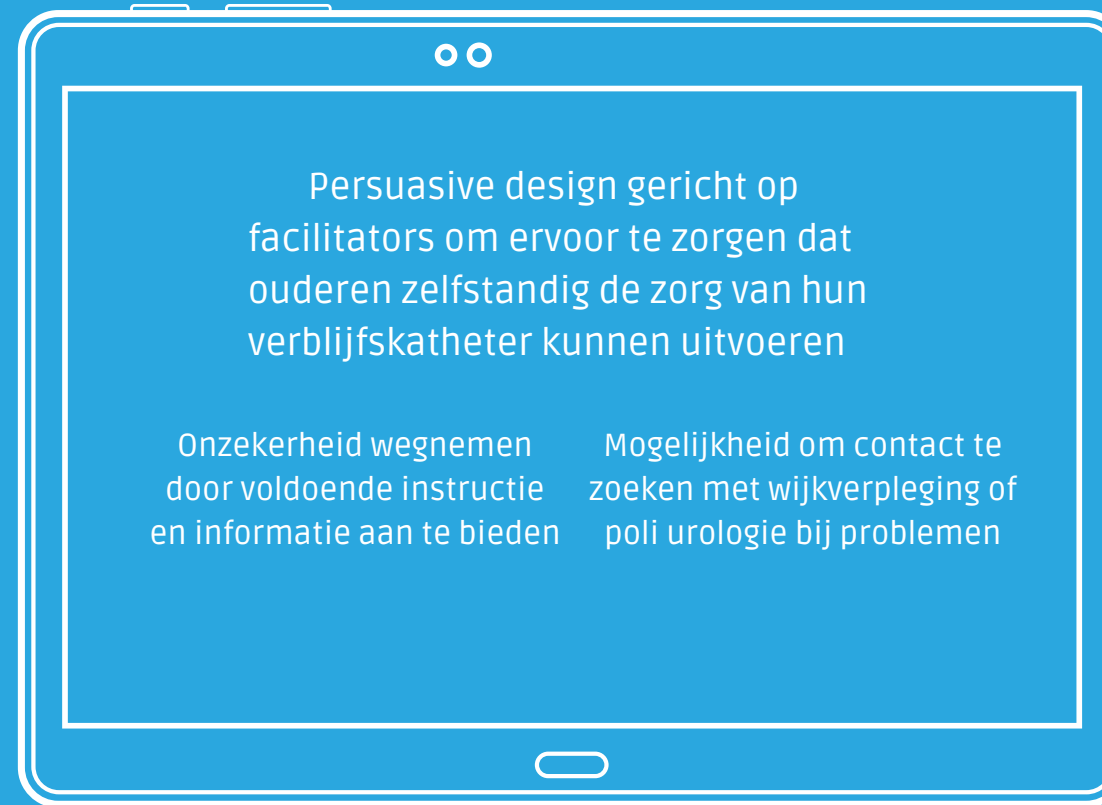 Persuasive design gericht op
facilitators om ervoor te zorgen dat
ouderen zelfstandig de zorg van hun
verblijfskatheter kunnen uitvoeren
Onzekerheid wegnemen
door voldoende instructie
en informatie aan te bieden
Mogelijkheid om contact te
zoeken met wijkverpleging of
poli urologie bij problemen